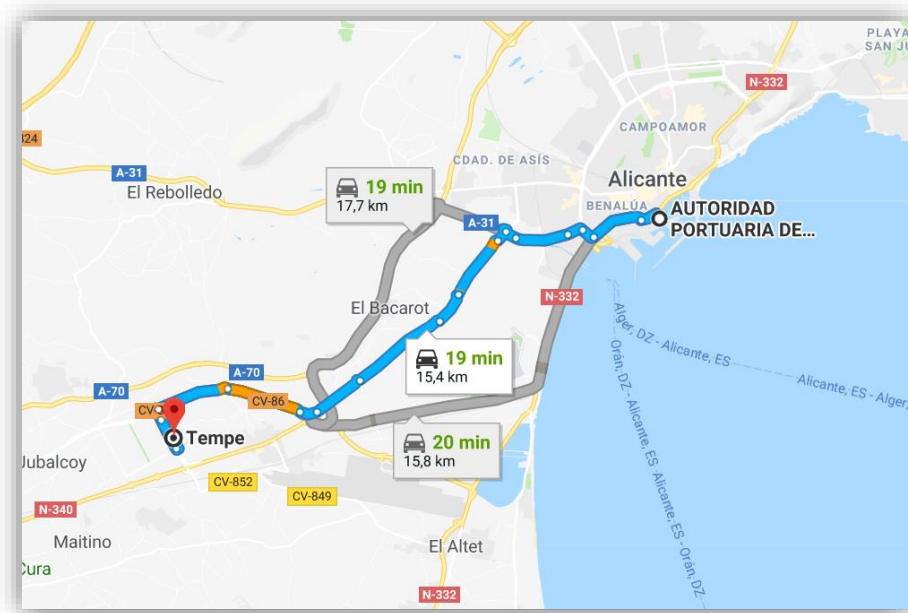 PLAYA
SAN JU
N-332
CAMPOAMOR
824
CDAD. DE ASÍS
A-31
El Rebolledo
19 min
17,7 km
Alicante
BENALÚA
AUTORIDAD
PORTUARIA DE...
A-31
N-332
El Bacarot
Alger, DZ - Alicante, ES
Orán, DZ - Alicante, ES
Alicante, ES - Alger,
19 min
15,4 km
A-70
A-70
CV-86
CV
Tempe
20 min
15,8 km
Jubalcoy
CV-852
CV-849
N-340
Maitino
El Altet
Cura
N-332
Alicante, ES - Orán, DZ